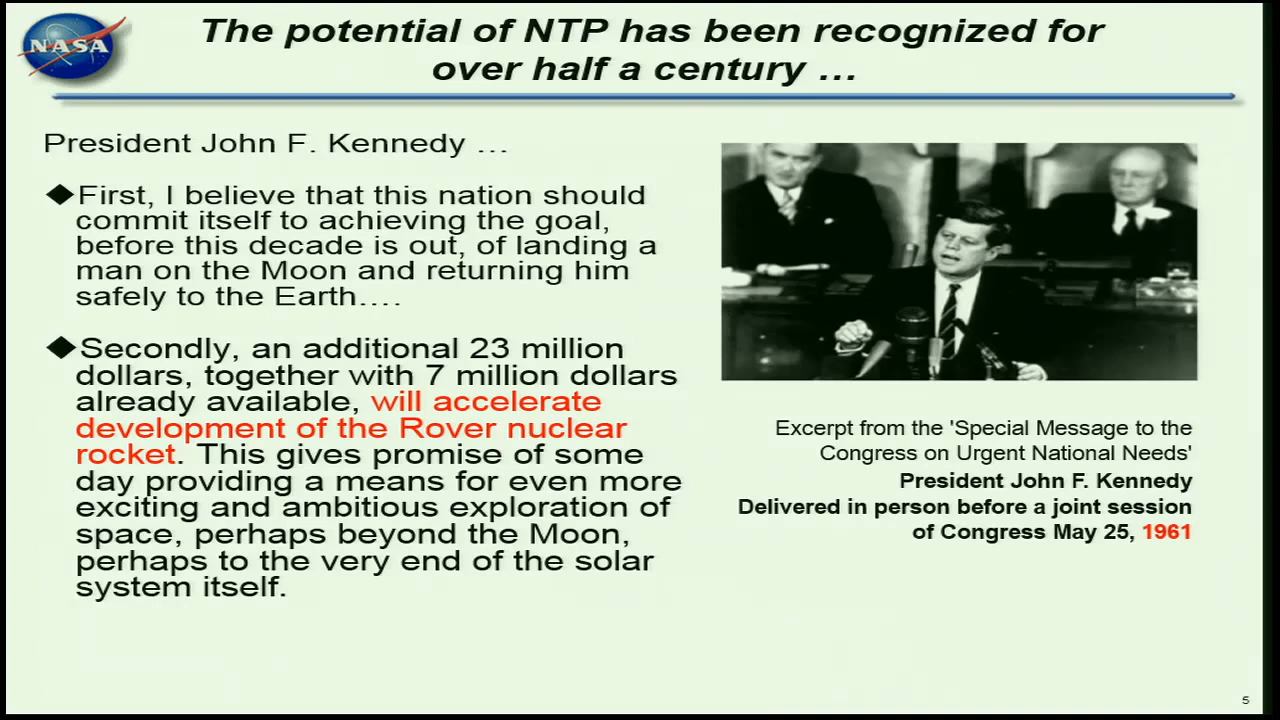 NASA
The potential of NTP has been recognized for
over half a century …
President John F. Kennedy …
◆First, I believe that this nation should
commit itself to achieving the goal,
before this decade is out, of landing a
man on the Moon and returning him
safely to the Earth….
◆Secondly, an additional 23 million
dollars, together with 7 million dollars
already available, will accelerate
development of the Rover nuclear
rocket. This gives promise of some
day providing a means for even more
exciting and ambitious exploration of
space, perhaps beyond the Moon,
perhaps to the very end of the solar
system itself.
Excerpt from the 'Special Message to the
Congress on Urgent National Needs'
President John F. Kennedy
Delivered in person before a joint session
of Congress May 25, 1961
5